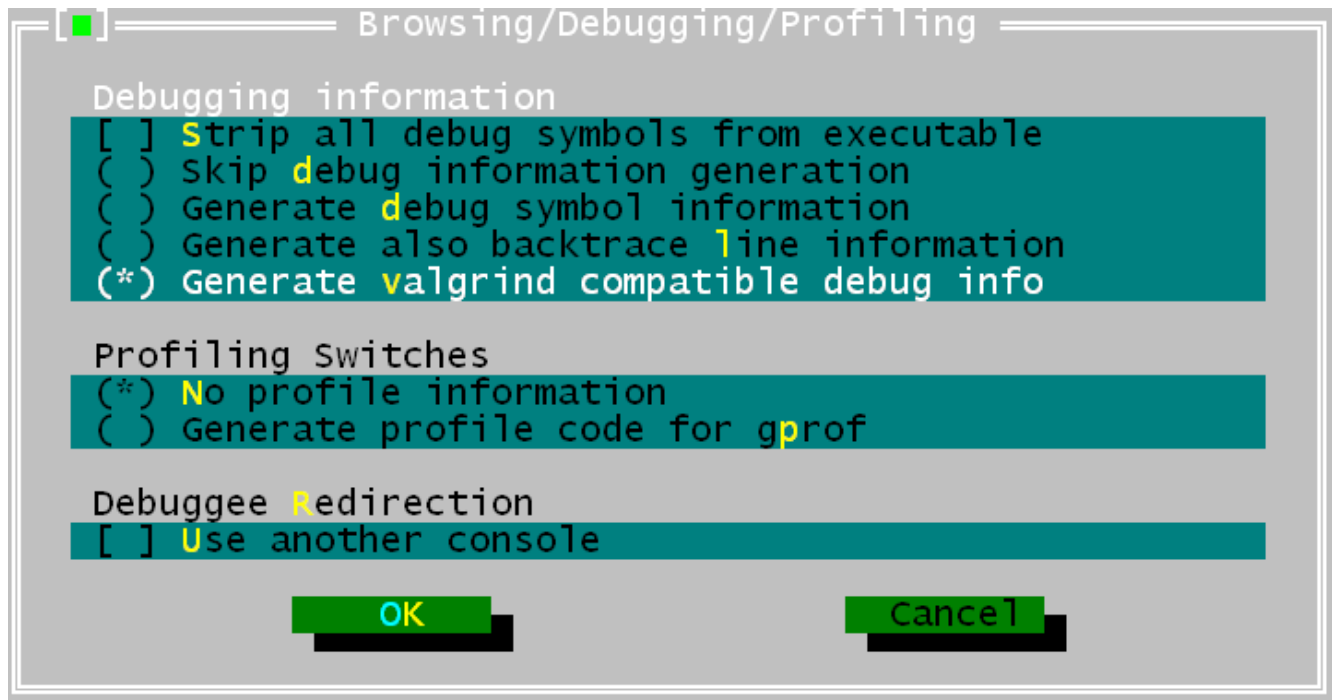 [■] Browsing/Debugging/Profiling
Debugging information
[ ] Strip all debug symbols from executable
( ) Skip debug information generation
( ) Generate debug symbol information
( ) Generate also backtrace line information
(*) Generate valgrind compatible debug info
Profiling Switches
(*) No profile information
( ) Generate profile code for gprof
Debuggee Redirection
[ ] Use another console
OK Cancel